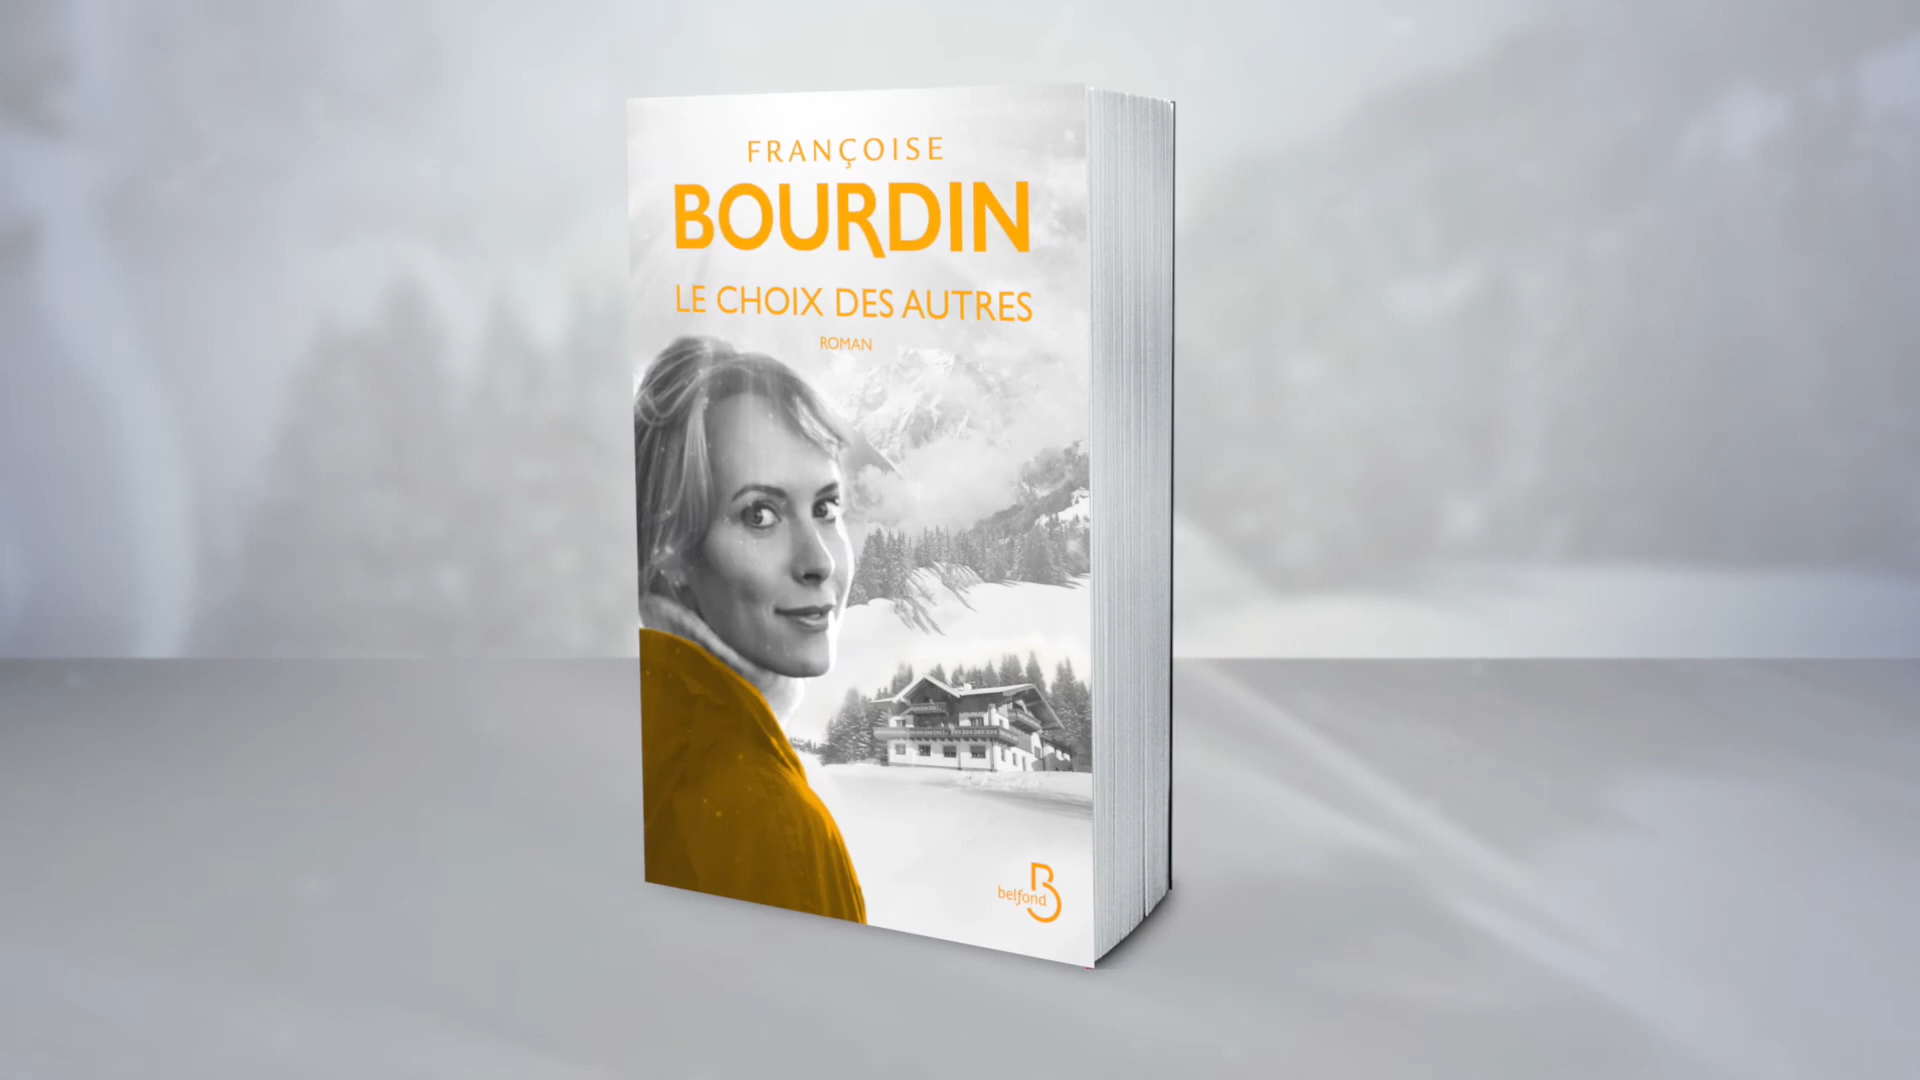 FRANÇOISE
BOURDIN
LE CHOIX DES AUTRES
ROMAN
belfond
B